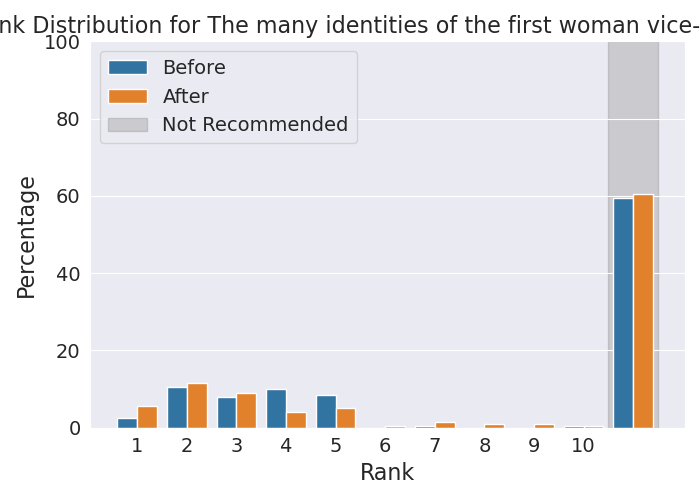 nk Distribution for The many identities of the first woman vice-
100
80
60
40
20
0
Percentage
Before
After
Not Recommended
1 2 3 4 5 6 7 8 9 10
Rank